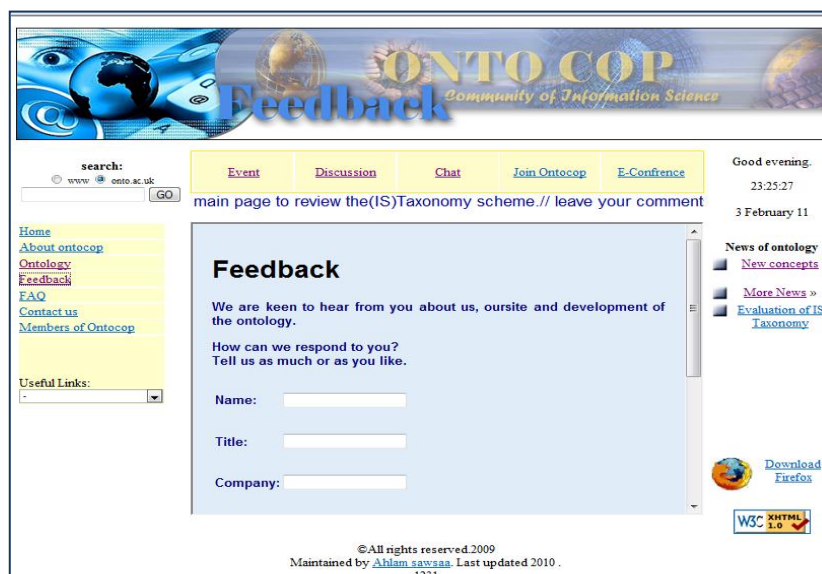 ONTO COP
Feedback
Community of Information Science
search:
www onto.ac.uk
GO
Event
Discussion
Chat
Join Ontocop
E-Confrence
Good evening.
23:25:27
3 February 11
main page to review the(IS)Taxonomy scheme.// leave your comment
Home
About ontocop
Ontology
Feedback
FAQ
Contact us
Members of Ontocop
Useful Links:
-
Feedback
We are keen to hear from you about us, oursite and development of
the ontology.
How can we respond to you?
Tell us as much or as you like.
Name:
Title:
Company:
News of ontology
New concepts
More News »
Evaluation of IS
Taxonomy
Download
Firefox
W3C XHTML
1.0
©All rights reserved.2009
Maintained by Ahlam sawsaa. Last updated 2010 .